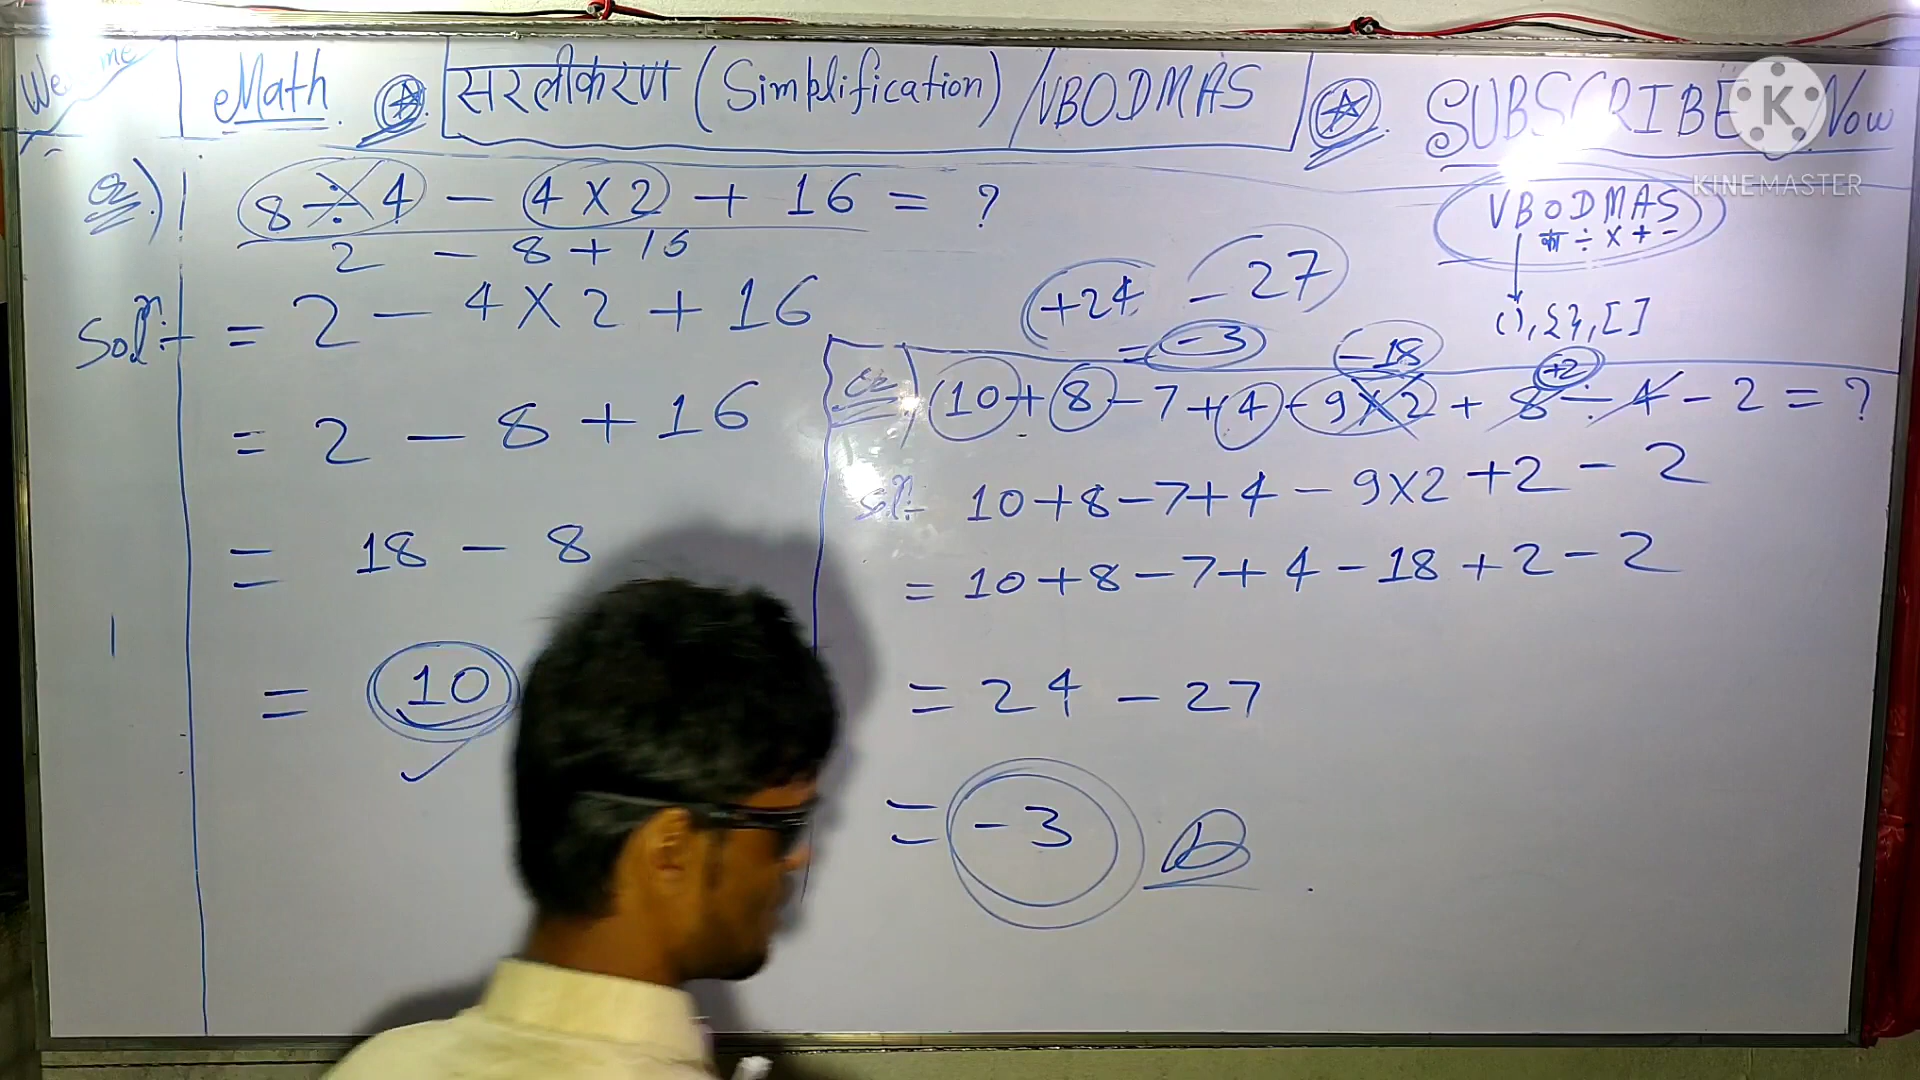 Math सरलीकरण (Simplification) /VBODMAS SUBSCRIBE Now
KINEMASTER
8 ÷ 4 - 4 × 2 + 16 = ?
2 - 8 + 16
VBODMAS
का ÷ × + -
(), {}, []
Sol^n:-
= 2 - 4 × 2 + 16
+24 - 27
= -3
= 2 - 8 + 16
= 18 - 8
= 10
-18
+2
10 + 8 - 7 + 4 - 9×2 + 8 ÷ 4 - 2 = ?
Sol^n:- 10 + 8 - 7 + 4 - 9×2 + 2 - 2
= 10 + 8 - 7 + 4 - 18 + 2 - 2
= 24 - 27
= -3